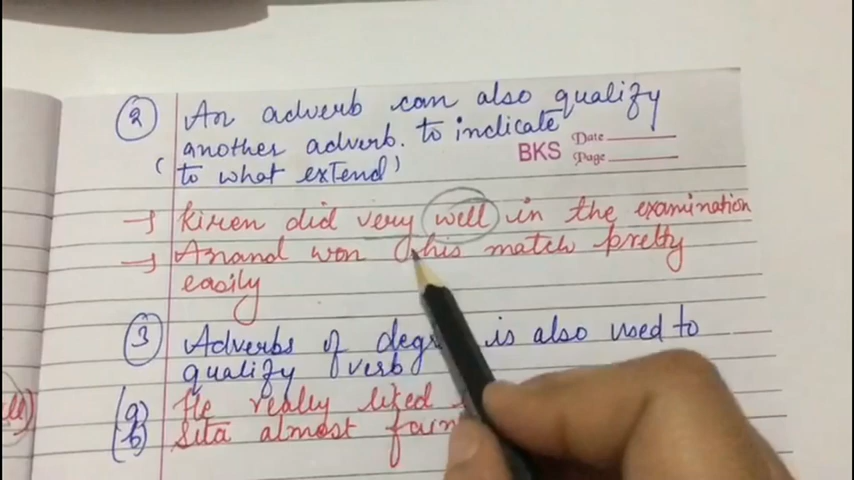 ② An adverb can also qualify
another adverb. to indicate
(to what extend)
BKS Date
Page
→ Kiren did very well in the examination
→ Anand won this match pretty
easily
③ Adverbs of is also used to
qualify verb
(a) He really liked
(b) Sita almost